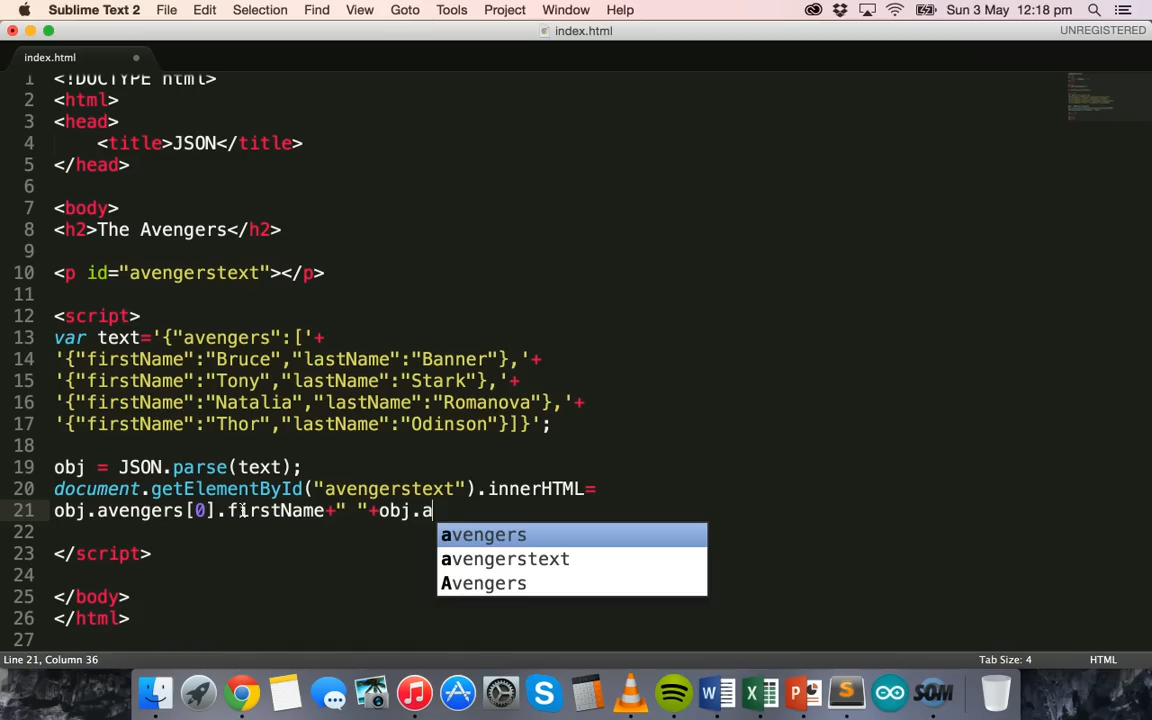 Sublime Text 2 File Edit Selection Find View Goto Tools Project Window Help Sun 3 May 12:18 pm
index.html UNREGISTERED
index.html
1 <!DOCTYPE html>
2 <html>
3 <head>
4 <title>JSON</title>
5 </head>
6
7 <body>
8 <h2>The Avengers</h2>
9
10 <p id="avengerstext"></p>
11
12 <script>
13 var text='{"avengers":['+
14 '{"firstName":"Bruce","lastName":"Banner"},'+
15 '{"firstName":"Tony","lastName":"Stark"},'+
16 '{"firstName":"Natalia","lastName":"Romanova"},'+
17 '{"firstName":"Thor","lastName":"Odinson"}]}';
18
19 obj = JSON.parse(text);
20 document.getElementById("avengerstext").innerHTML=
21 obj.avengers[0].firstName+" "+obj.a
avengers
22
avengerstext
23 </script>
Avengers
24
25 </body>
26 </html>
27
Line 21, Column 36 Tab Size: 4 HTML
SOM